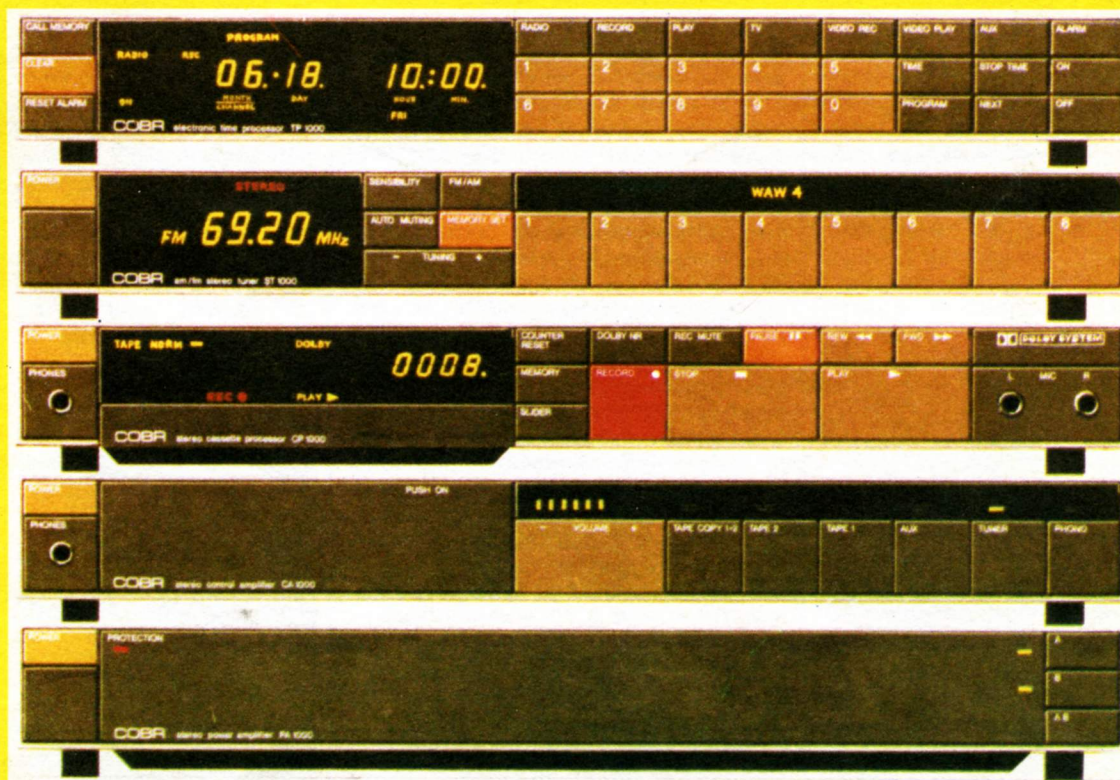 CALL MEMORY
PROGRAM
RADIO REC
06.·18. 10.:00.
ON MONTH DAY HOUR MIN.
CHANNEL
FRI
COBR electronic time processor TP 1000
CLEAR
RESET ALARM
RADIO RECORD PLAY TV VIDEO REC VIDEO PLAY AUX ALARM
1 2 3 4 5 TIME STOP TIME ON
6 7 8 9 0 PROGRAM NEXT OFF
POWER
STEREO
FM 69.20 MHz
COBR am/fm stereo tuner ST 1000
SENSIBILITY FM/AM
AUTO MUTING MEMORY SET
- TUNING +
WAW 4
1 2 3 4 5 6 7 8
POWER
PHONES
TAPE NORM DOLBY
0008.
REC PLAY
COBR stereo cassette processor CP 1000
COUNTER RESET DOLBY NR REC MUTE PAUSE REW FWD DOLBY SYSTEM
MEMORY RECORD STOP PLAY L MIC R
SLIDER
POWER
PHONES
PUSH ON
COBR stereo control amplifier CA 1000
- VOLUME + TAPE COPY 1-2 TAPE 2 TAPE 1 AUX TUNER PHONO
POWER
PROTECTION
COBR stereo power amplifier PA 1000
A
B
AB